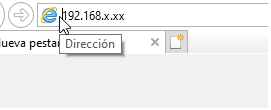 192.168.x.xx
ueva pestañ
Dirección